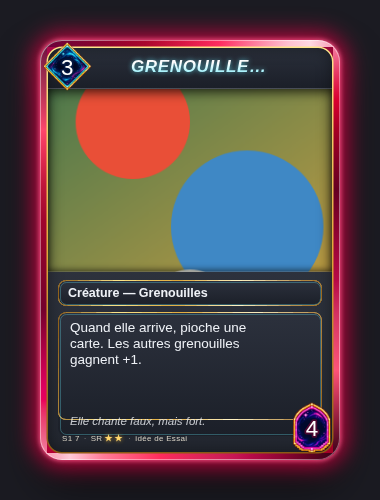 3
GRENOUILLE…
Créature — Grenouilles
Quand elle arrive, pioche une
carte. Les autres grenouilles
gagnent +1.
Elle chante faux, mais fort.
4
S1 7 · SR ★★ · Idée de Essai